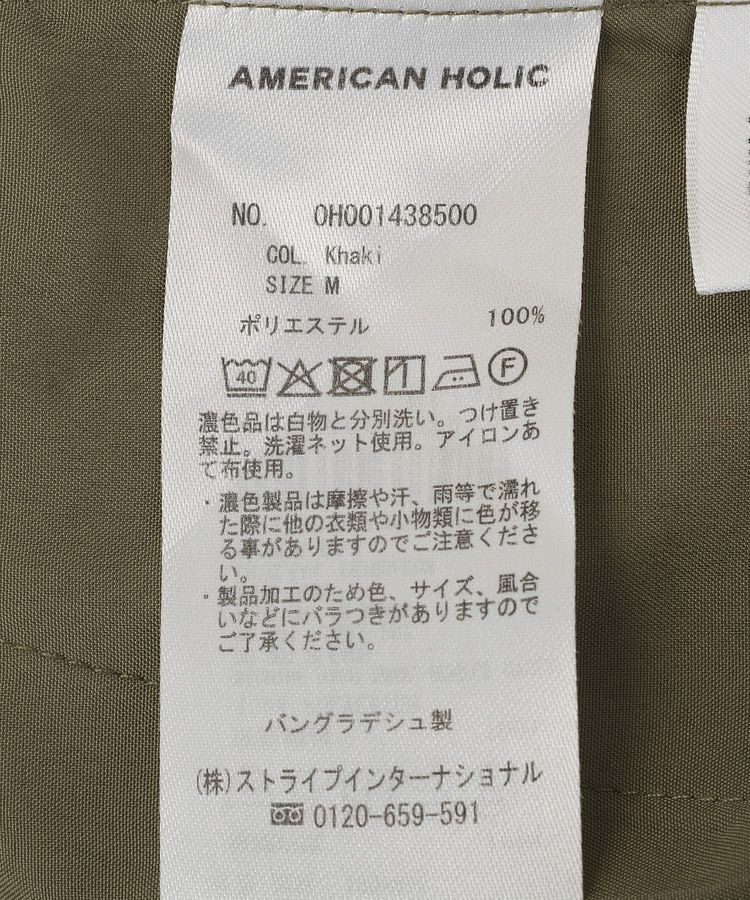 AMERICAN HOLIC
NO. OH001438500
COL. Khaki
SIZE M
ポリエステル 100%
40 F
濃色品は白物と分別洗い。つけ置き
禁止。洗濯ネット使用。アイロンあ
て布使用。
・濃色製品は摩擦や汗、雨等で濡れ
た際に他の衣類や小物類に色が移
る事がありますのでご注意くださ
い。
・製品加工のため色、サイズ、風合
いなどにバラつきがありますので
ご了承ください。
バングラデシュ製
(株)ストライプインターナショナル
0120-659-591